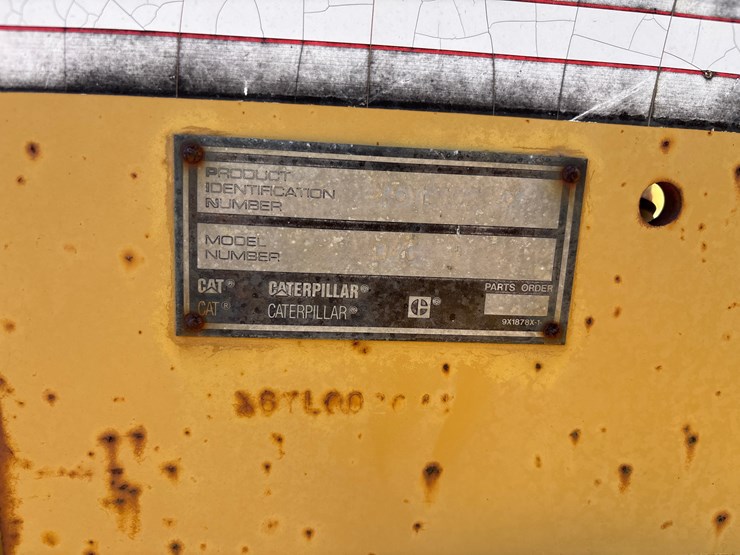 PRODUCT
IDENTIFICATION
NUMBER
MODEL
NUMBER
CAT® CATERPILLAR®
PARTS ORDER
CAT® CATERPILLAR® ®
9X1878X-1